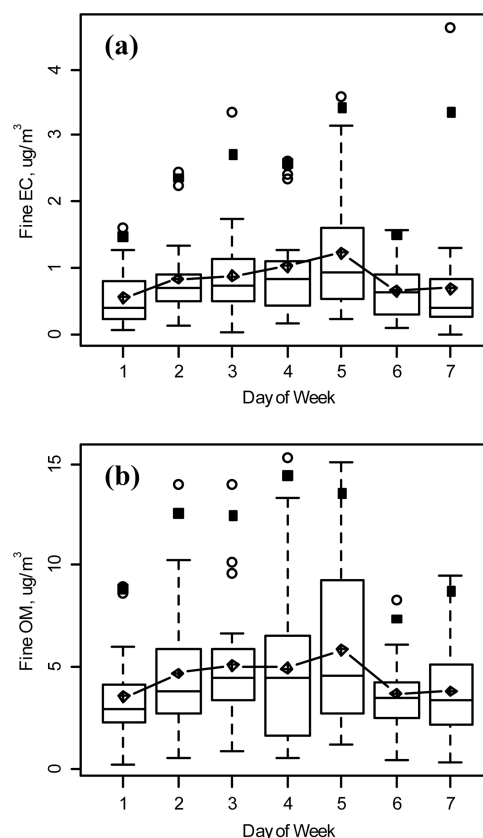 (a)
Fine EC, ug/m³
4
3
2
1
0
1 2 3 4 5 6 7
Day of Week
(b)
Fine OM, ug/m³
15
10
5
0
1 2 3 4 5 6 7
Day of Week